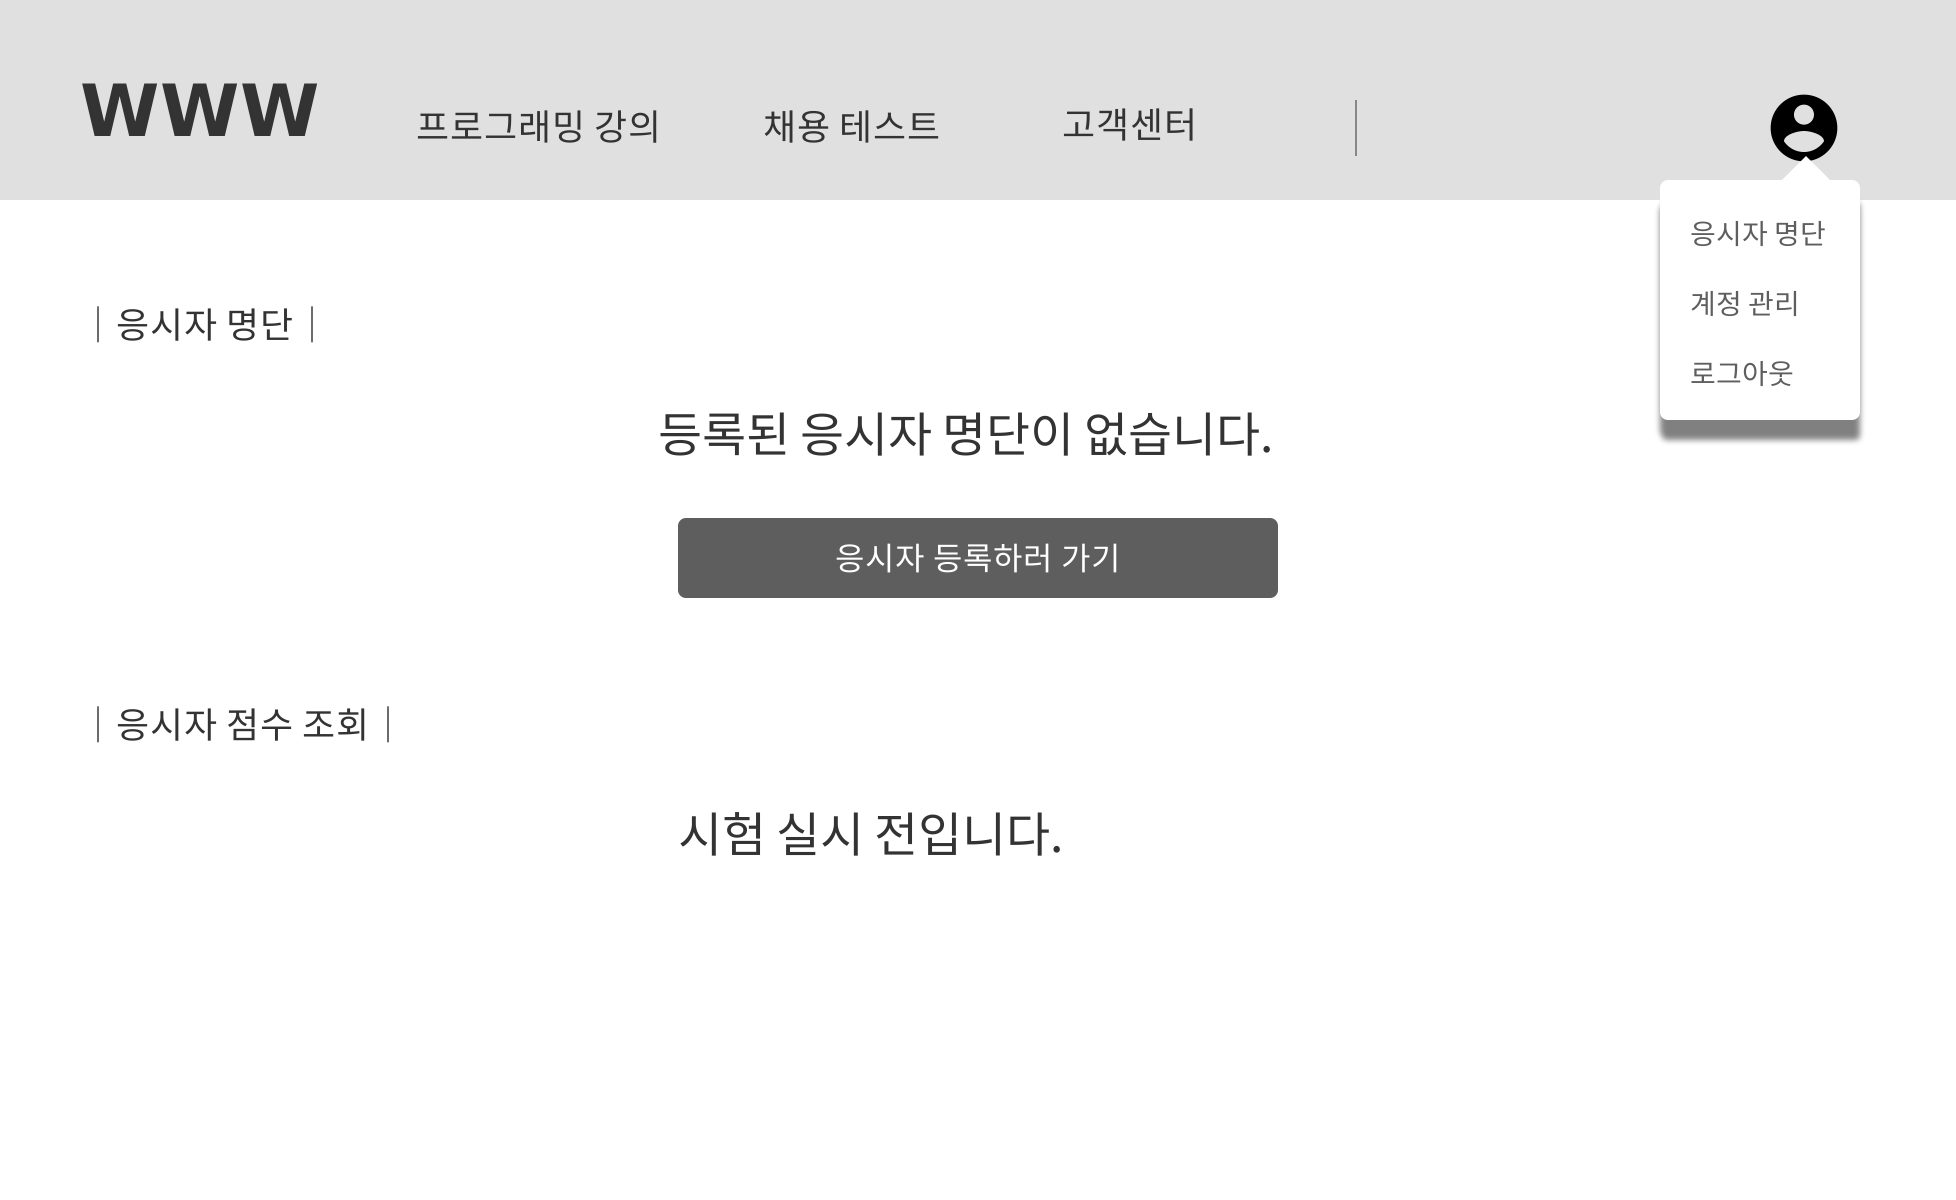 www
프로그래밍 강의
채용 테스트
고객센터
응시자 명단
계정 관리
로그아웃
응시자 명단
등록된 응시자 명단이 없습니다.
응시자 등록하러 가기
응시자 점수 조회
시험 실시 전입니다.